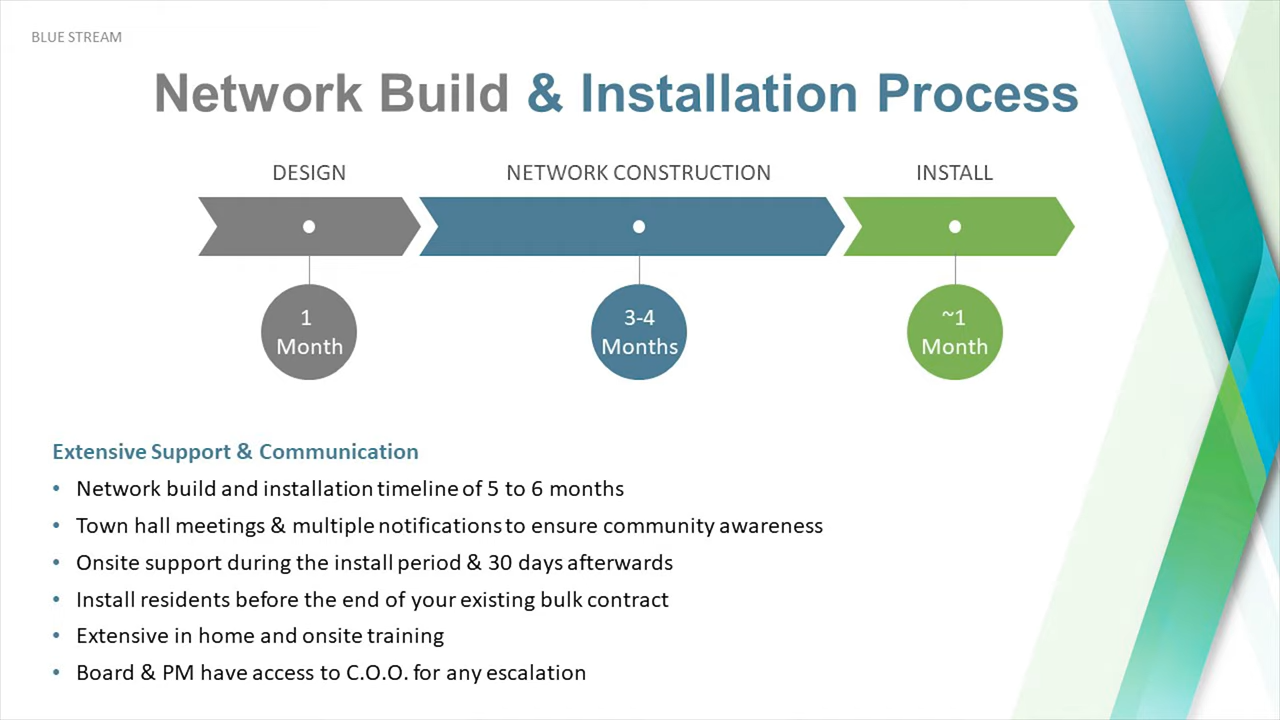 BLUE STREAM
Network Build & Installation Process
DESIGN
NETWORK CONSTRUCTION
INSTALL
1
Month
3-4
Months
~1
Month
Extensive Support & Communication
• Network build and installation timeline of 5 to 6 months
• Town hall meetings & multiple notifications to ensure community awareness
• Onsite support during the install period & 30 days afterwards
• Install residents before the end of your existing bulk contract
• Extensive in home and onsite training
• Board & PM have access to C.O.O. for any escalation